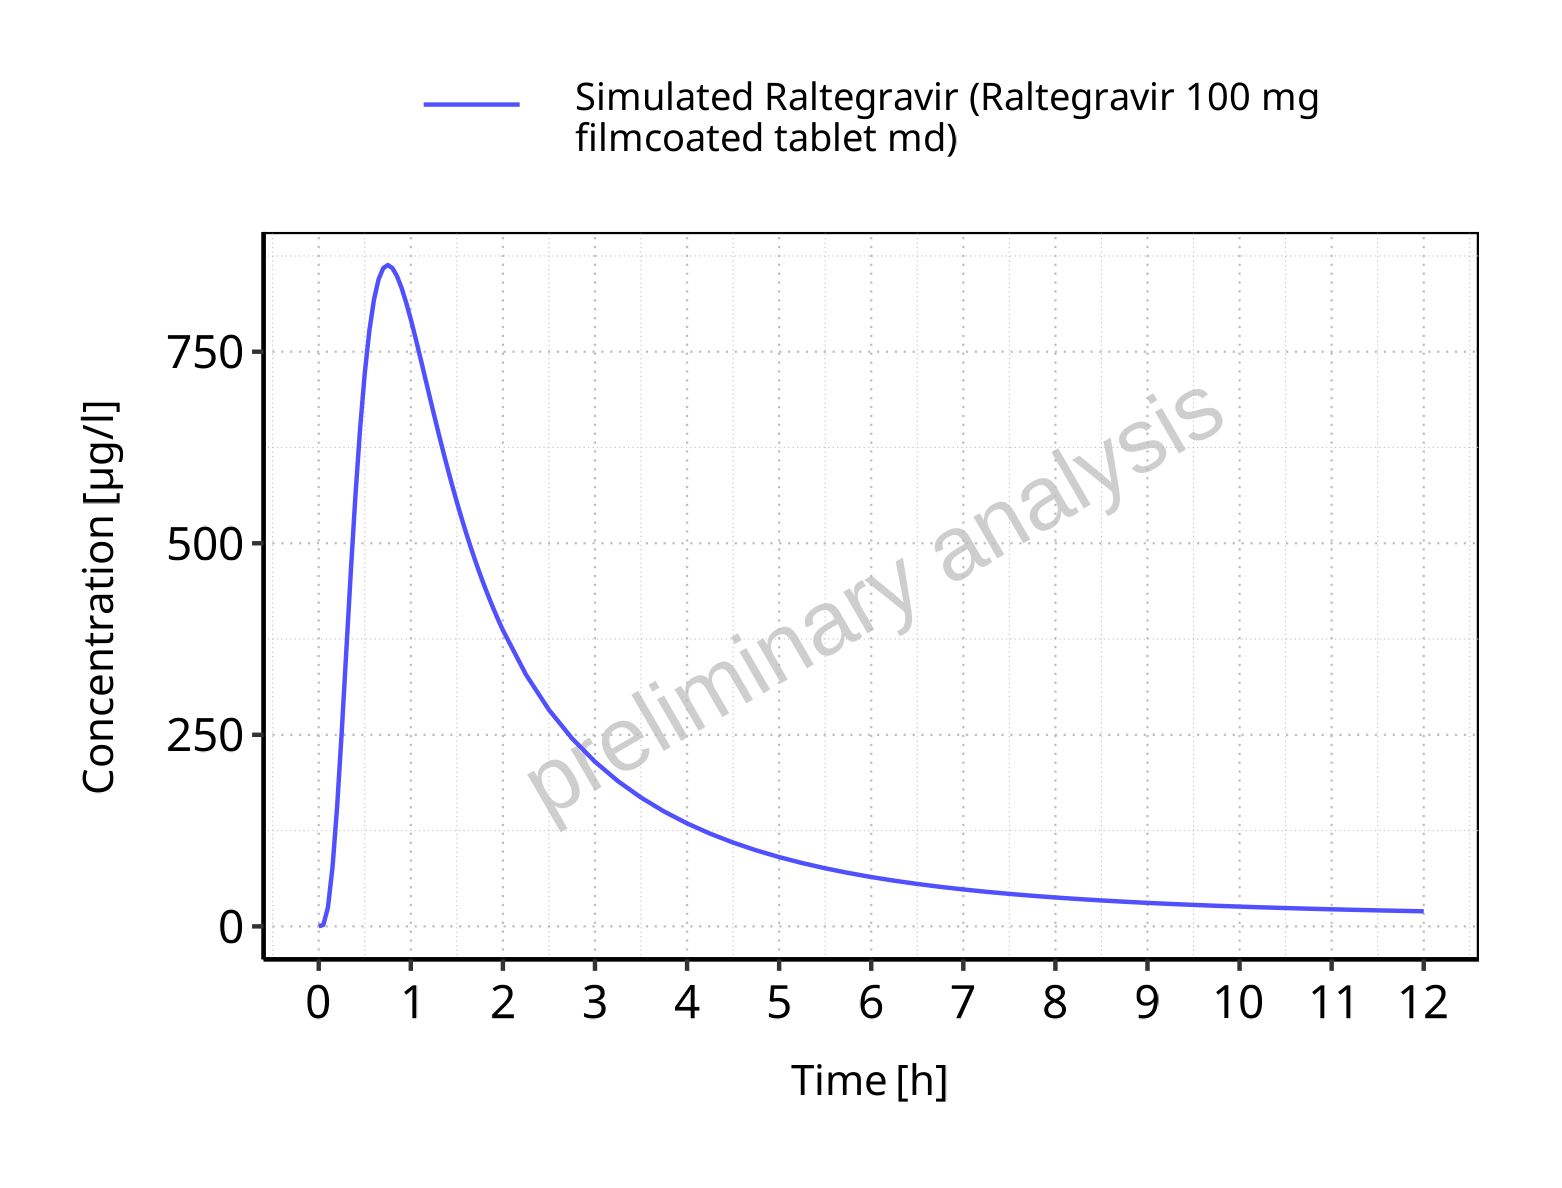 Simulated Raltegravir (Raltegravir 100 mg
filmcoated tablet md)
Concentration [µg/l]
750
500
250
0
preliminary analysis
0 1 2 3 4 5 6 7 8 9 10 11 12
Time [h]